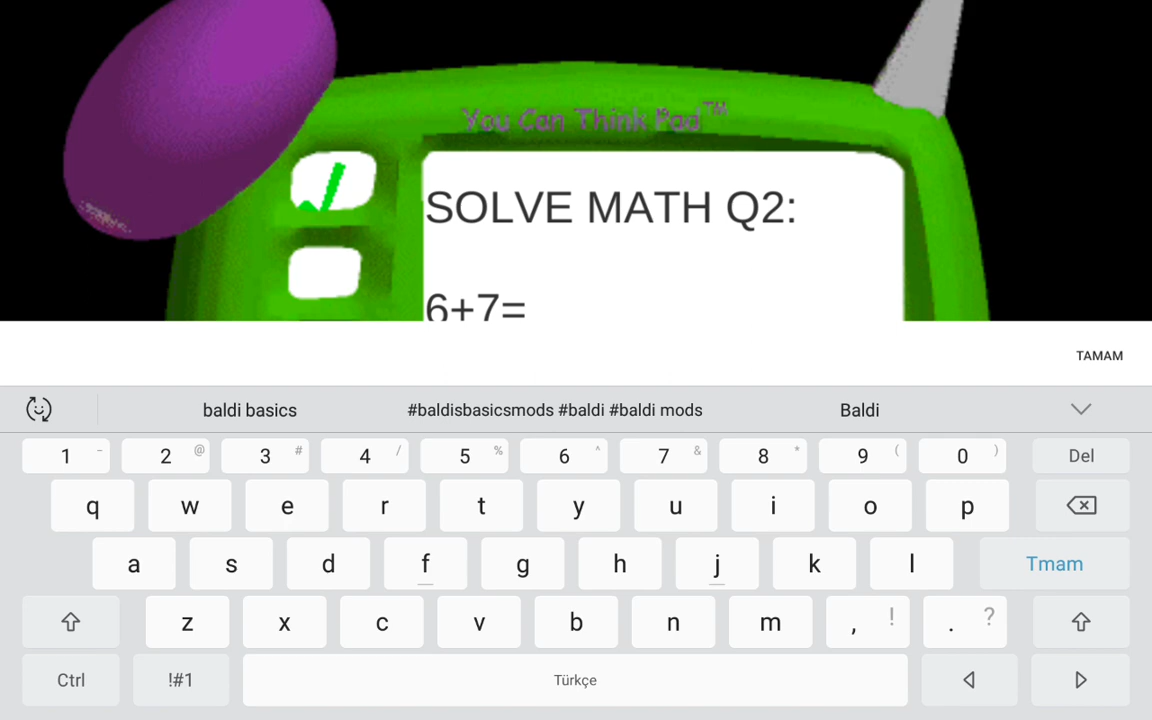 You Can Think Pad™
SOLVE MATH Q2:
6+7=
TAMAM
baldi basics #baldisbasicsmods #baldi #baldi mods Baldi
1 - 2 @ 3 # 4 / 5 % 6 ^ 7 & 8 * 9 ( 0 ) Del
q w e r t y u i o p
a s d f g h j k l Tmam
z x c v b n m , ! . ?
Ctrl !#1 Türkçe